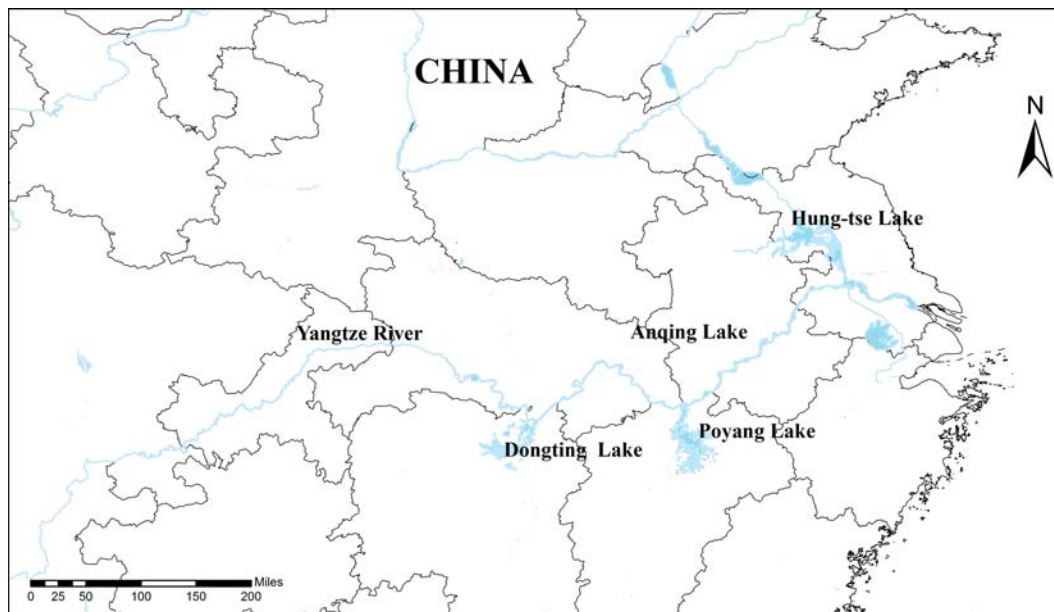 CHINA
N
Hung-tse Lake
Yangtze River
Anqing Lake
Poyang Lake
Dongting Lake
Miles
0 25 50 100 150 200